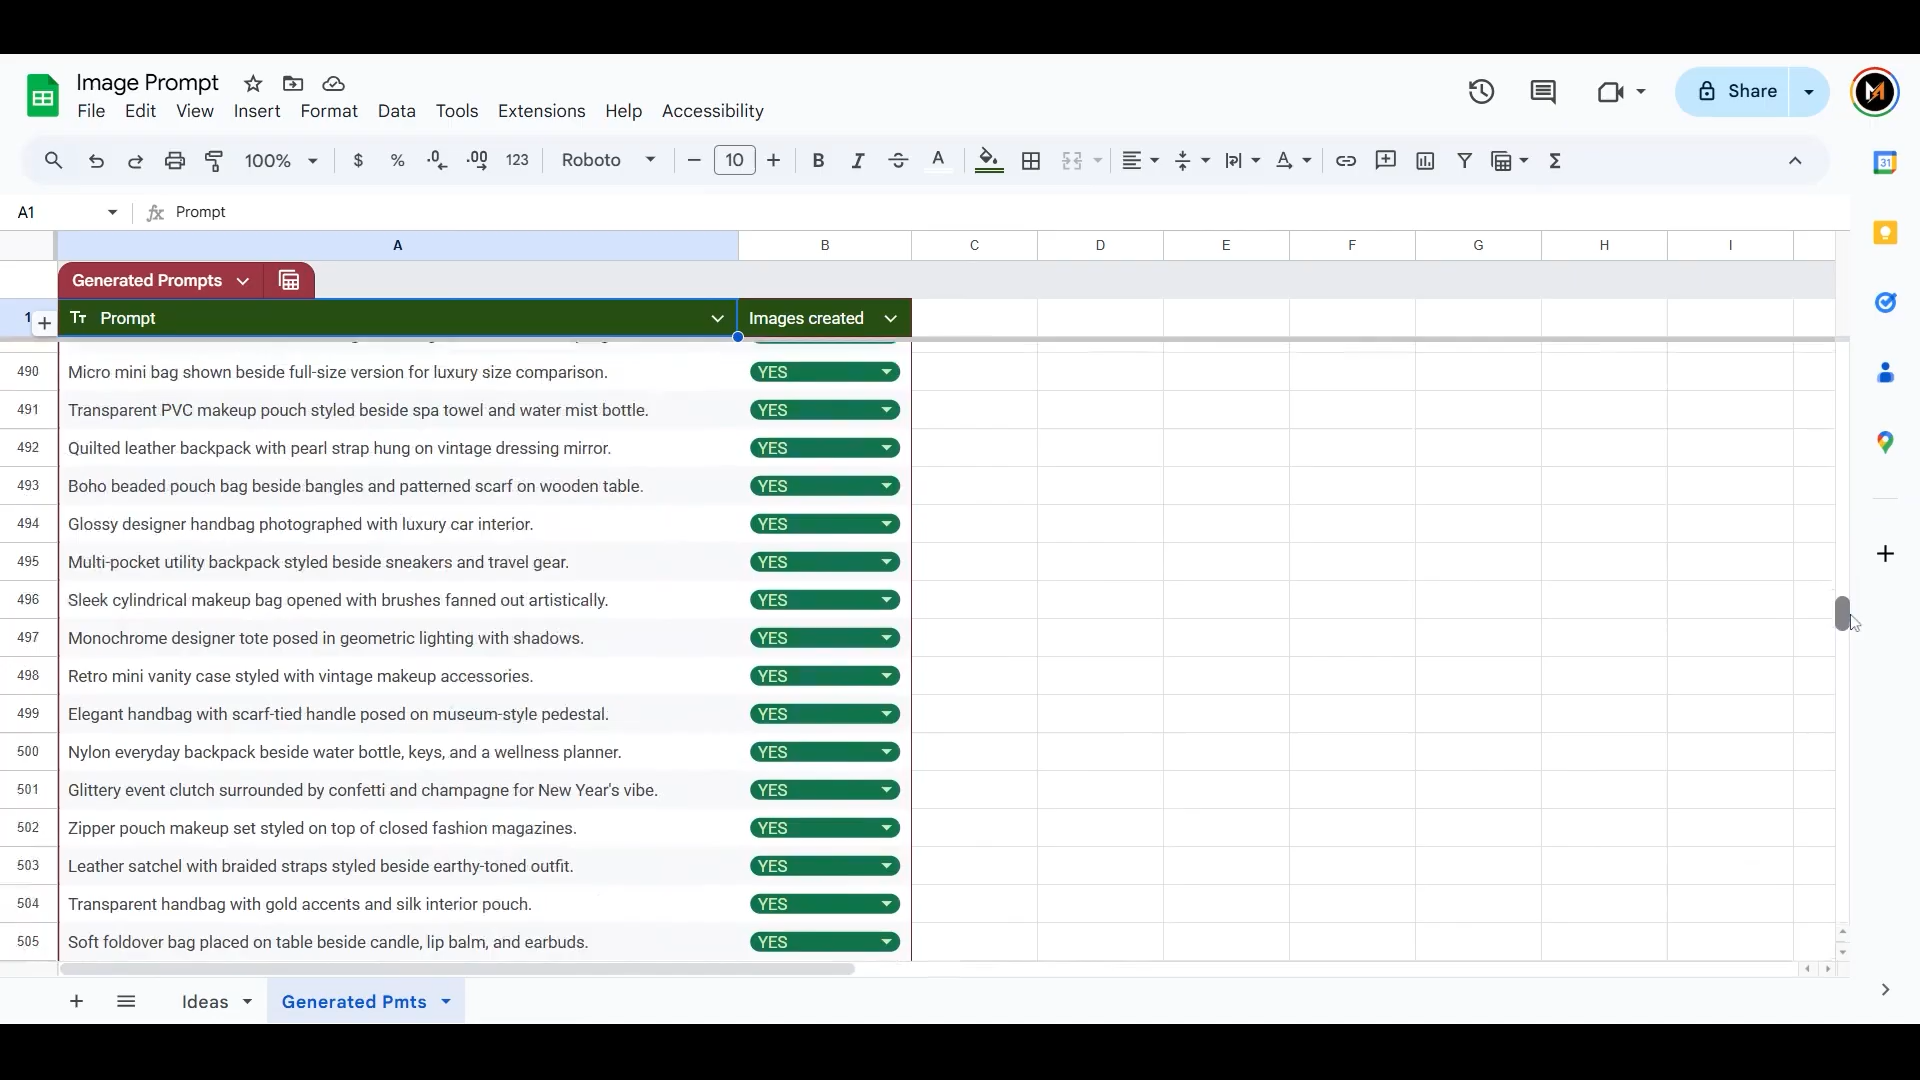 Image Prompt
File Edit View Insert Format Data Tools Extensions Help Accessibility
Share
100% $ % .0 .00 123 Roboto 10 B I A Σ
31
A1 fx Prompt
A B C D E F G H I
Generated Prompts
1 Tт Prompt Images created
490 Micro mini bag shown beside full-size version for luxury size comparison. YES
491 Transparent PVC makeup pouch styled beside spa towel and water mist bottle. YES
492 Quilted leather backpack with pearl strap hung on vintage dressing mirror. YES
493 Boho beaded pouch bag beside bangles and patterned scarf on wooden table. YES
494 Glossy designer handbag photographed with luxury car interior. YES
495 Multi-pocket utility backpack styled beside sneakers and travel gear. YES
496 Sleek cylindrical makeup bag opened with brushes fanned out artistically. YES
497 Monochrome designer tote posed in geometric lighting with shadows. YES
498 Retro mini vanity case styled with vintage makeup accessories. YES
499 Elegant handbag with scarf-tied handle posed on museum-style pedestal. YES
500 Nylon everyday backpack beside water bottle, keys, and a wellness planner. YES
501 Glittery event clutch surrounded by confetti and champagne for New Year's vibe. YES
502 Zipper pouch makeup set styled on top of closed fashion magazines. YES
503 Leather satchel with braided straps styled beside earthy-toned outfit. YES
504 Transparent handbag with gold accents and silk interior pouch. YES
505 Soft foldover bag placed on table beside candle, lip balm, and earbuds. YES
Ideas Generated Pmts